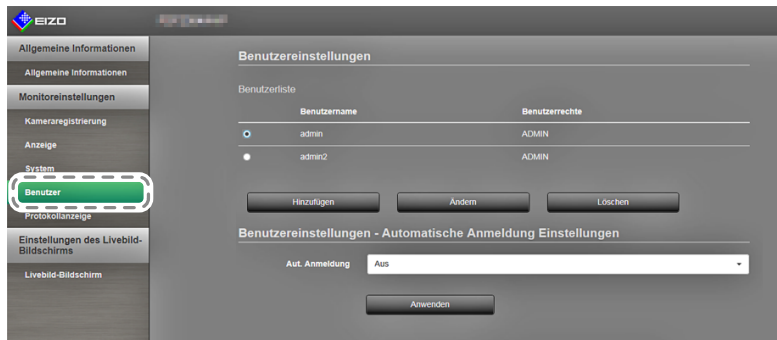 EIZO
Allgemeine Informationen
Allgemeine Informationen
Monitoreinstellungen
Kameraregistrierung
Anzeige
System
Benutzer
Protokollanzeige
Einstellungen des Livebild-
Bildschirms
Livebild-Bildschirm
Benutzereinstellungen
Benutzerliste
Benutzername Benutzerrechte
admin ADMIN
admin2 ADMIN
Hinzufügen Ändern Löschen
Benutzereinstellungen - Automatische Anmeldung Einstellungen
Aut. Anmeldung Aus
Anwenden